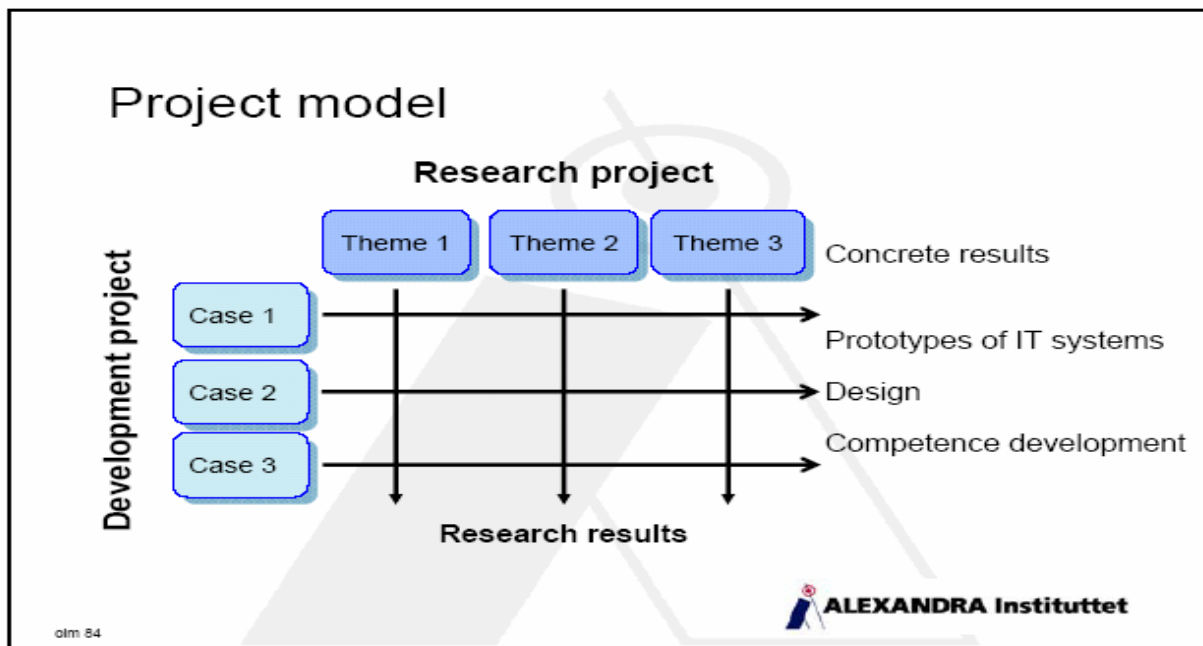 Project model
Research project
Theme 1 Theme 2 Theme 3
Concrete results
Development project
Case 1
Prototypes of IT systems
Case 2
Design
Case 3
Competence development
Research results
ALEXANDRA Instituttet
olm 84